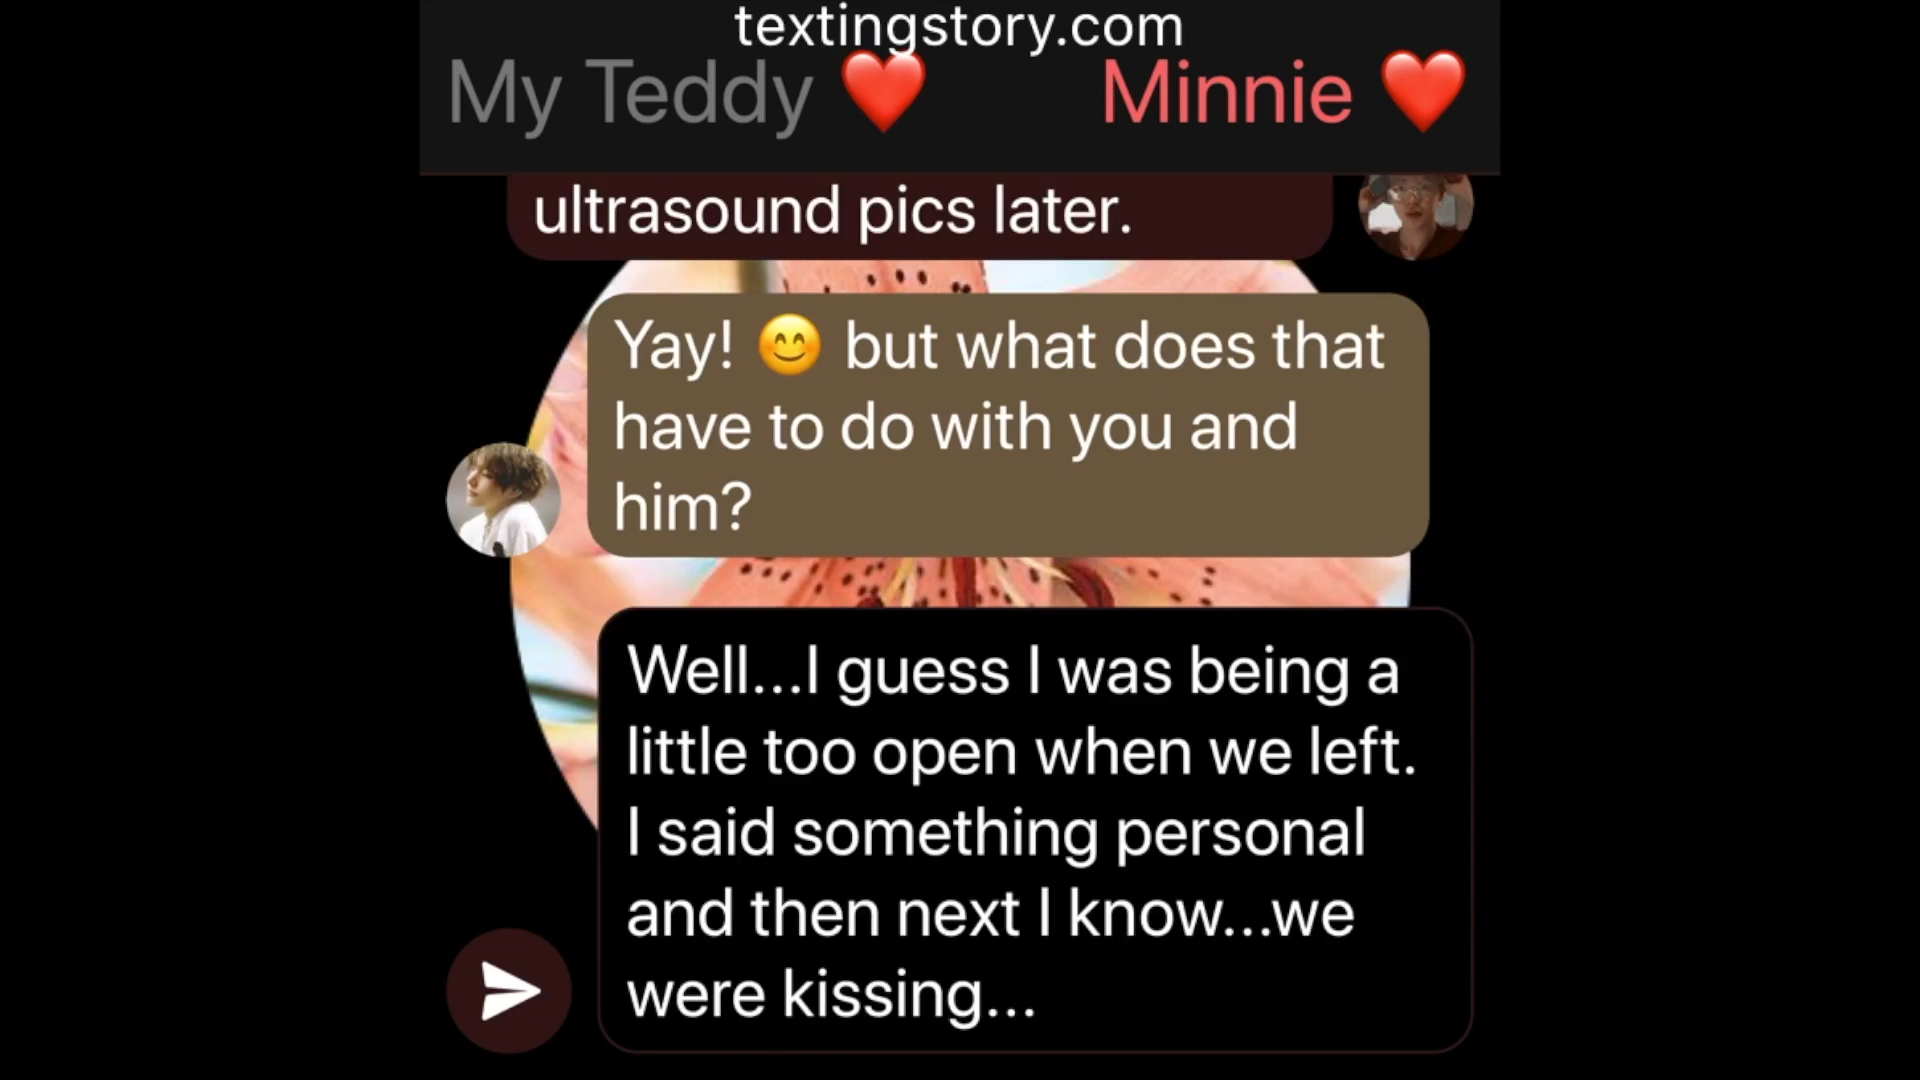 textingstory.com
My Teddy ❤️ Minnie ❤️
ultrasound pics later.
Yay! 😊 but what does that
have to do with you and
him?
Well...I guess I was being a
little too open when we left.
I said something personal
and then next I know...we
were kissing...